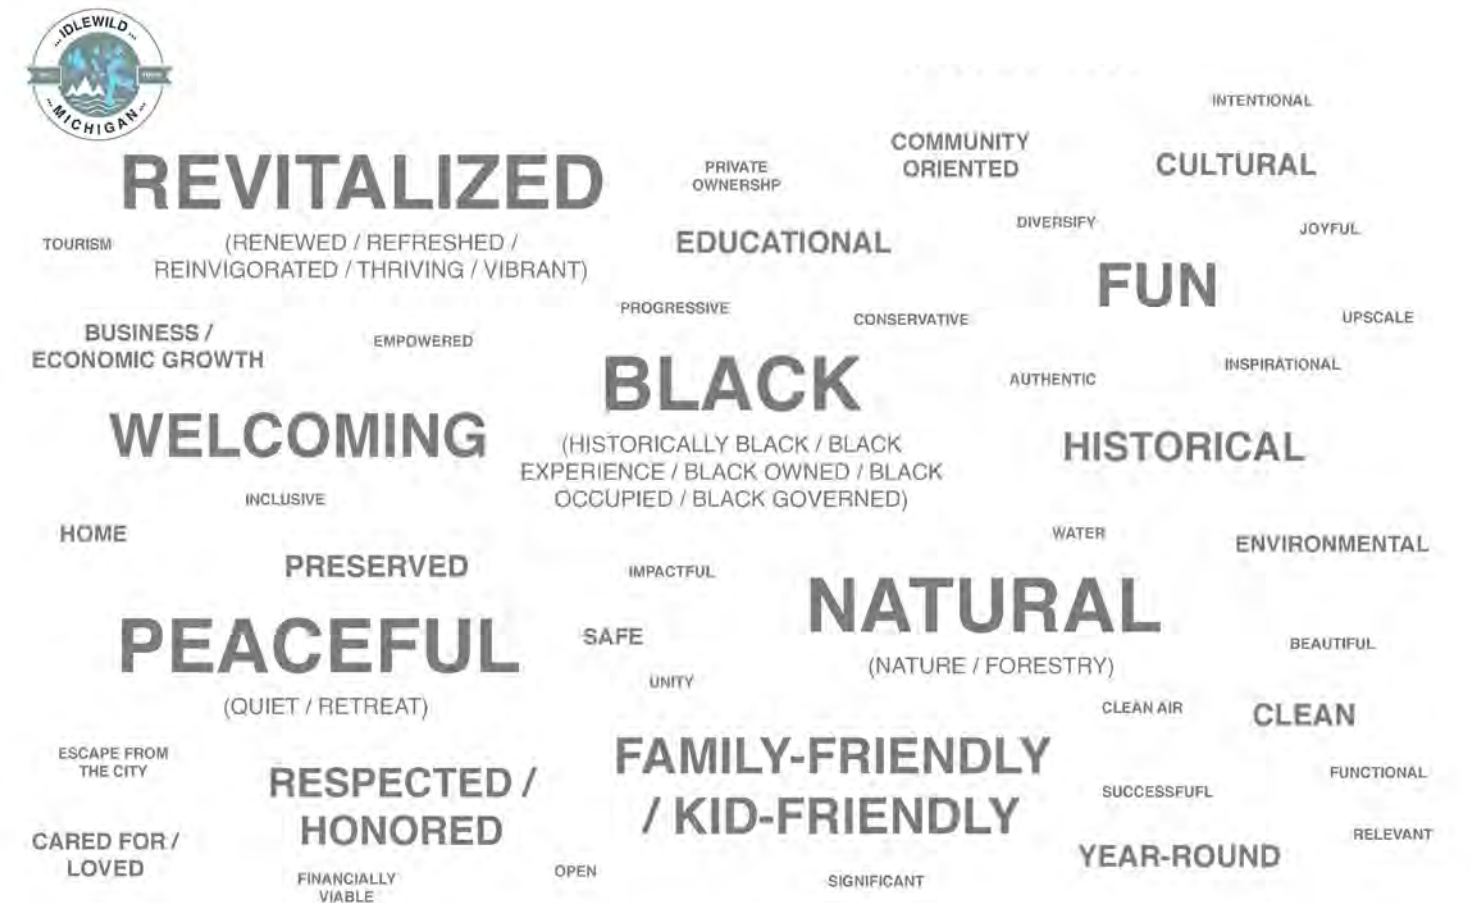 ...IDLEWILD...
...MICHIGAN...
INTENTIONAL
COMMUNITY
ORIENTED
CULTURAL
PRIVATE
OWNERSHP
REVITALIZED
(RENEWED / REFRESHED /
REINVIGORATED / THRIVING / VIBRANT)
TOURISM
EDUCATIONAL
DIVERSIFY
JOYFUL
FUN
PROGRESSIVE
CONSERVATIVE
UPSCALE
BUSINESS /
ECONOMIC GROWTH
EMPOWERED
BLACK
(HISTORICALLY BLACK / BLACK
EXPERIENCE / BLACK OWNED / BLACK
OCCUPIED / BLACK GOVERNED)
AUTHENTIC
INSPIRATIONAL
WELCOMING
HISTORICAL
INCLUSIVE
HOME
PRESERVED
WATER
ENVIRONMENTAL
IMPACTFUL
NATURAL
(NATURE / FORESTRY)
PEACEFUL
(QUIET / RETREAT)
SAFE
UNITY
BEAUTIFUL
CLEAN AIR
CLEAN
ESCAPE FROM
THE CITY
RESPECTED /
HONORED
FAMILY-FRIENDLY
/ KID-FRIENDLY
FUNCTIONAL
SUCCESSFUFL
RELEVANT
CARED FOR /
LOVED
YEAR-ROUND
FINANCIALLY
VIABLE
OPEN
SIGNIFICANT